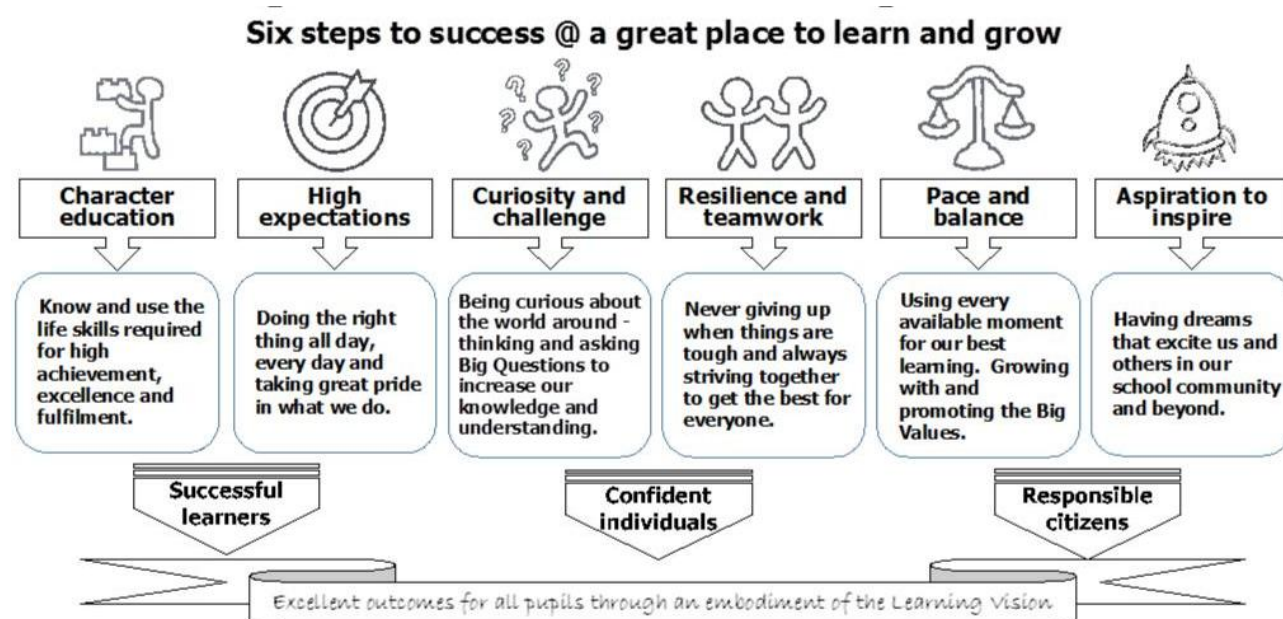 Six steps to success @ a great place to learn and grow
Character
education
High
expectations
Curiosity and
challenge
Resilience and
teamwork
Pace and
balance
Aspiration to
inspire
Know and use the
life skills required
for high
achievement,
excellence and
fulfilment.
Doing the right
thing all day,
every day and
taking great pride
in what we do.
Being curious about
the world around -
thinking and asking
Big Questions to
increase our
knowledge and
understanding.
Never giving up
when things are
tough and always
striving together
to get the best for
everyone.
Using every
available moment
for our best
learning. Growing
with and
promoting the Big
Values.
Having dreams
that excite us and
others in our
school community
and beyond.
Successful
learners
Confident
individuals
Responsible
citizens
Excellent outcomes for all pupils through an embodiment of the Learning Vision